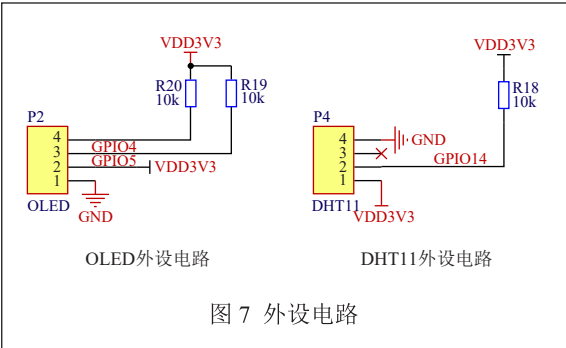 VDD3V3
R20
10k
R19
10k
P2
4
3
2
1
GPIO4
GPIO5
VDD3V3
OLED
GND
OLED外设电路
VDD3V3
R18
10k
P4
4
3
2
1
GND
GPIO14
DHT11
VDD3V3
DHT11外设电路
图 7 外设电路